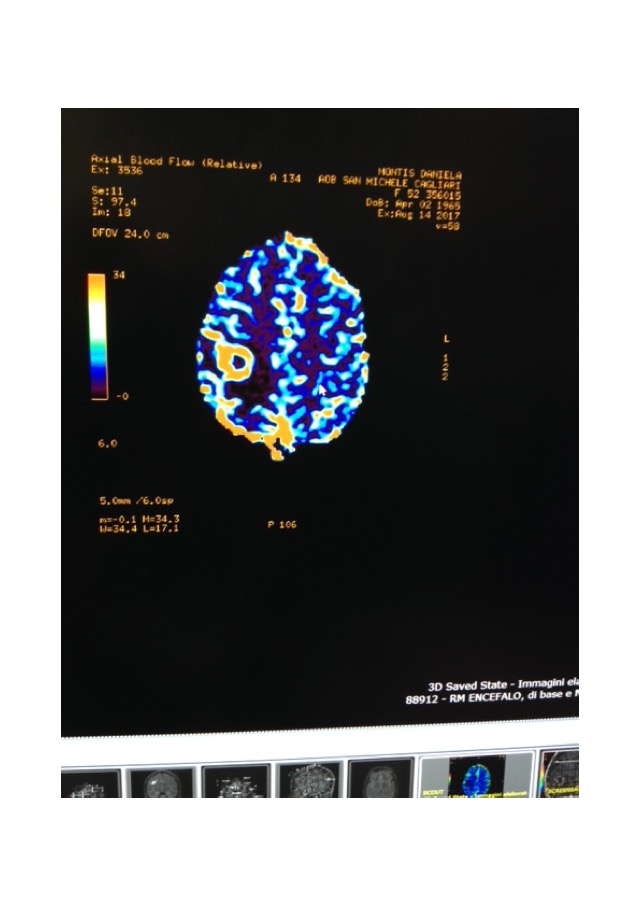 Axial Blood Flow (Relative)
Ex: 3536
Se:11
S: 97.4
Im: 18
DFOV 24.0 cm
A 134
MONTIS DANIELA
AOB SAN MICHELE CAGLIARI
F 52 356015
DoB: Apr 02 1965
Ex:Aug 14 2017
v=58
34
-0
L
1
2
2
6.0
5.0mm /6.0sp
m=-0.1 M=34.3
W=34.4 L=17.1
P 106
3D Saved State - Immagini ela
88912 - RM ENCEFALO, di base e
SCOUT